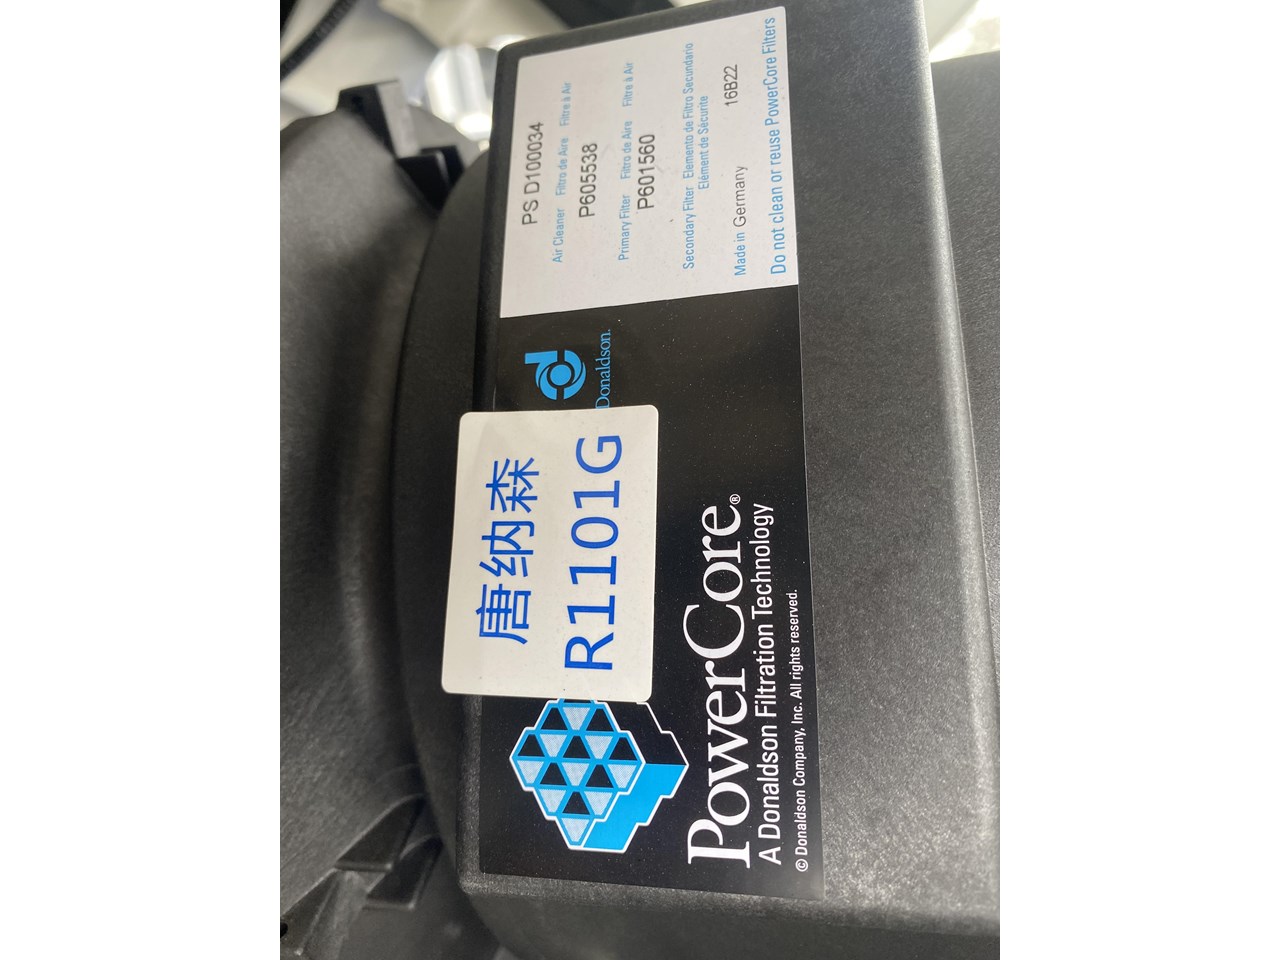 PS D100034
Air Cleaner Filtro de Aire Filtre à Air
P605538
Primary Filter Filtro de Aire Filtre à Air
P601560
Secondary Filter Elemento de Filtro Secundario
Elément de Sécurité
Made in Germany 16B22
Do not clean or reuse PowerCore Filters
Donaldson.
唐纳森
R1101G
PowerCore®
A Donaldson Filtration Technology
© Donaldson Company, Inc. All rights reserved.